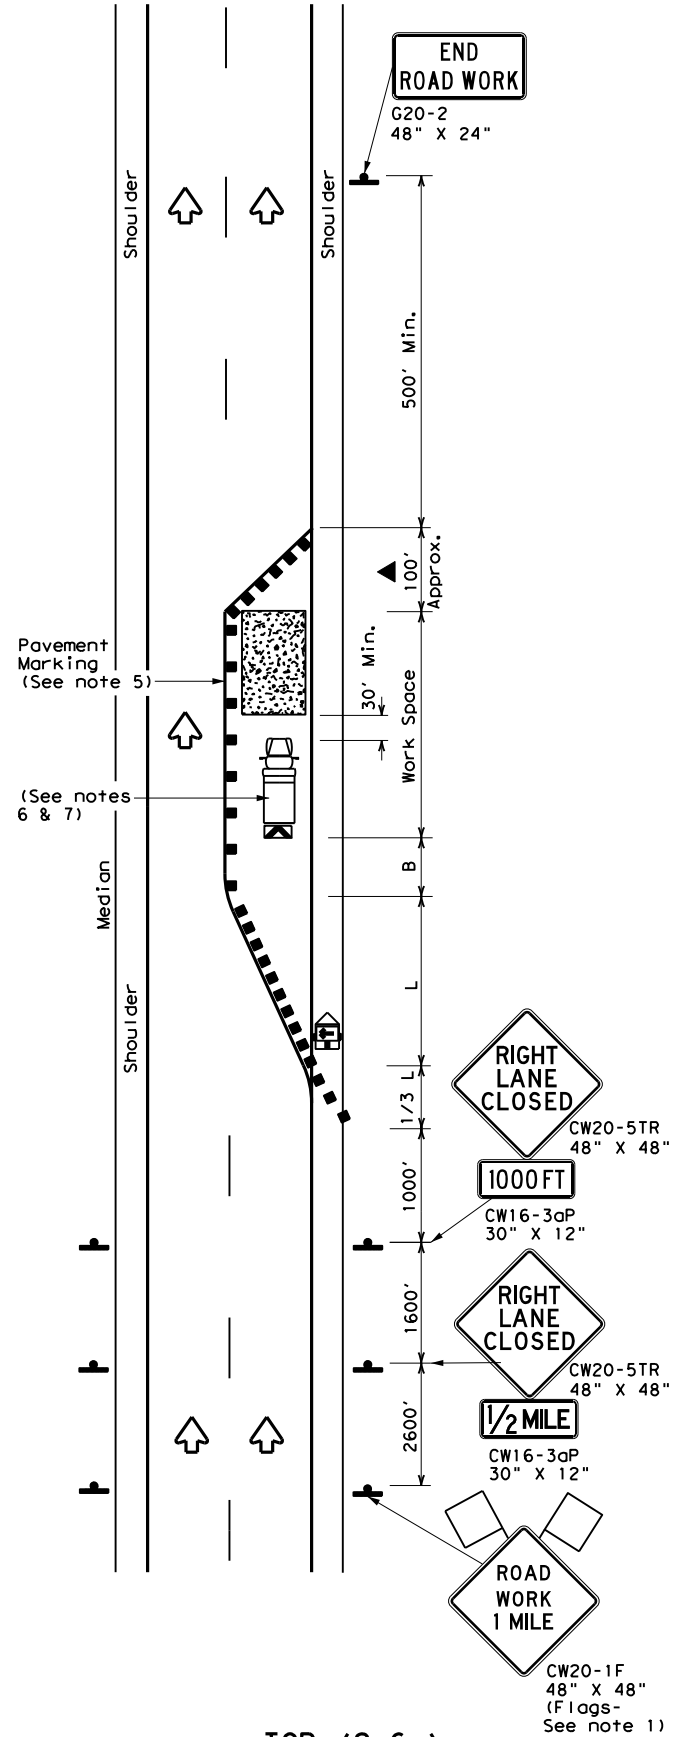 END
ROAD WORK
G20-2
48" X 24"
Shoulder
Shoulder
500' Min.
100'
Approx.
Pavement
Marking
(See note 5)
30' Min.
Work Space
(See notes
6 & 7)
B
Median
L
Shoulder
RIGHT
LANE
CLOSED
1/3 L
CW20-5TR
48" X 48"
1000 FT
1000'
CW16-3aP
30" X 12"
RIGHT
LANE
CLOSED
1600'
CW20-5TR
48" X 48"
1/2 MILE
2600'
CW16-3aP
30" X 12"
ROAD
WORK
1 MILE
CW20-1F
48" X 48"
(Flags-
See note 1)